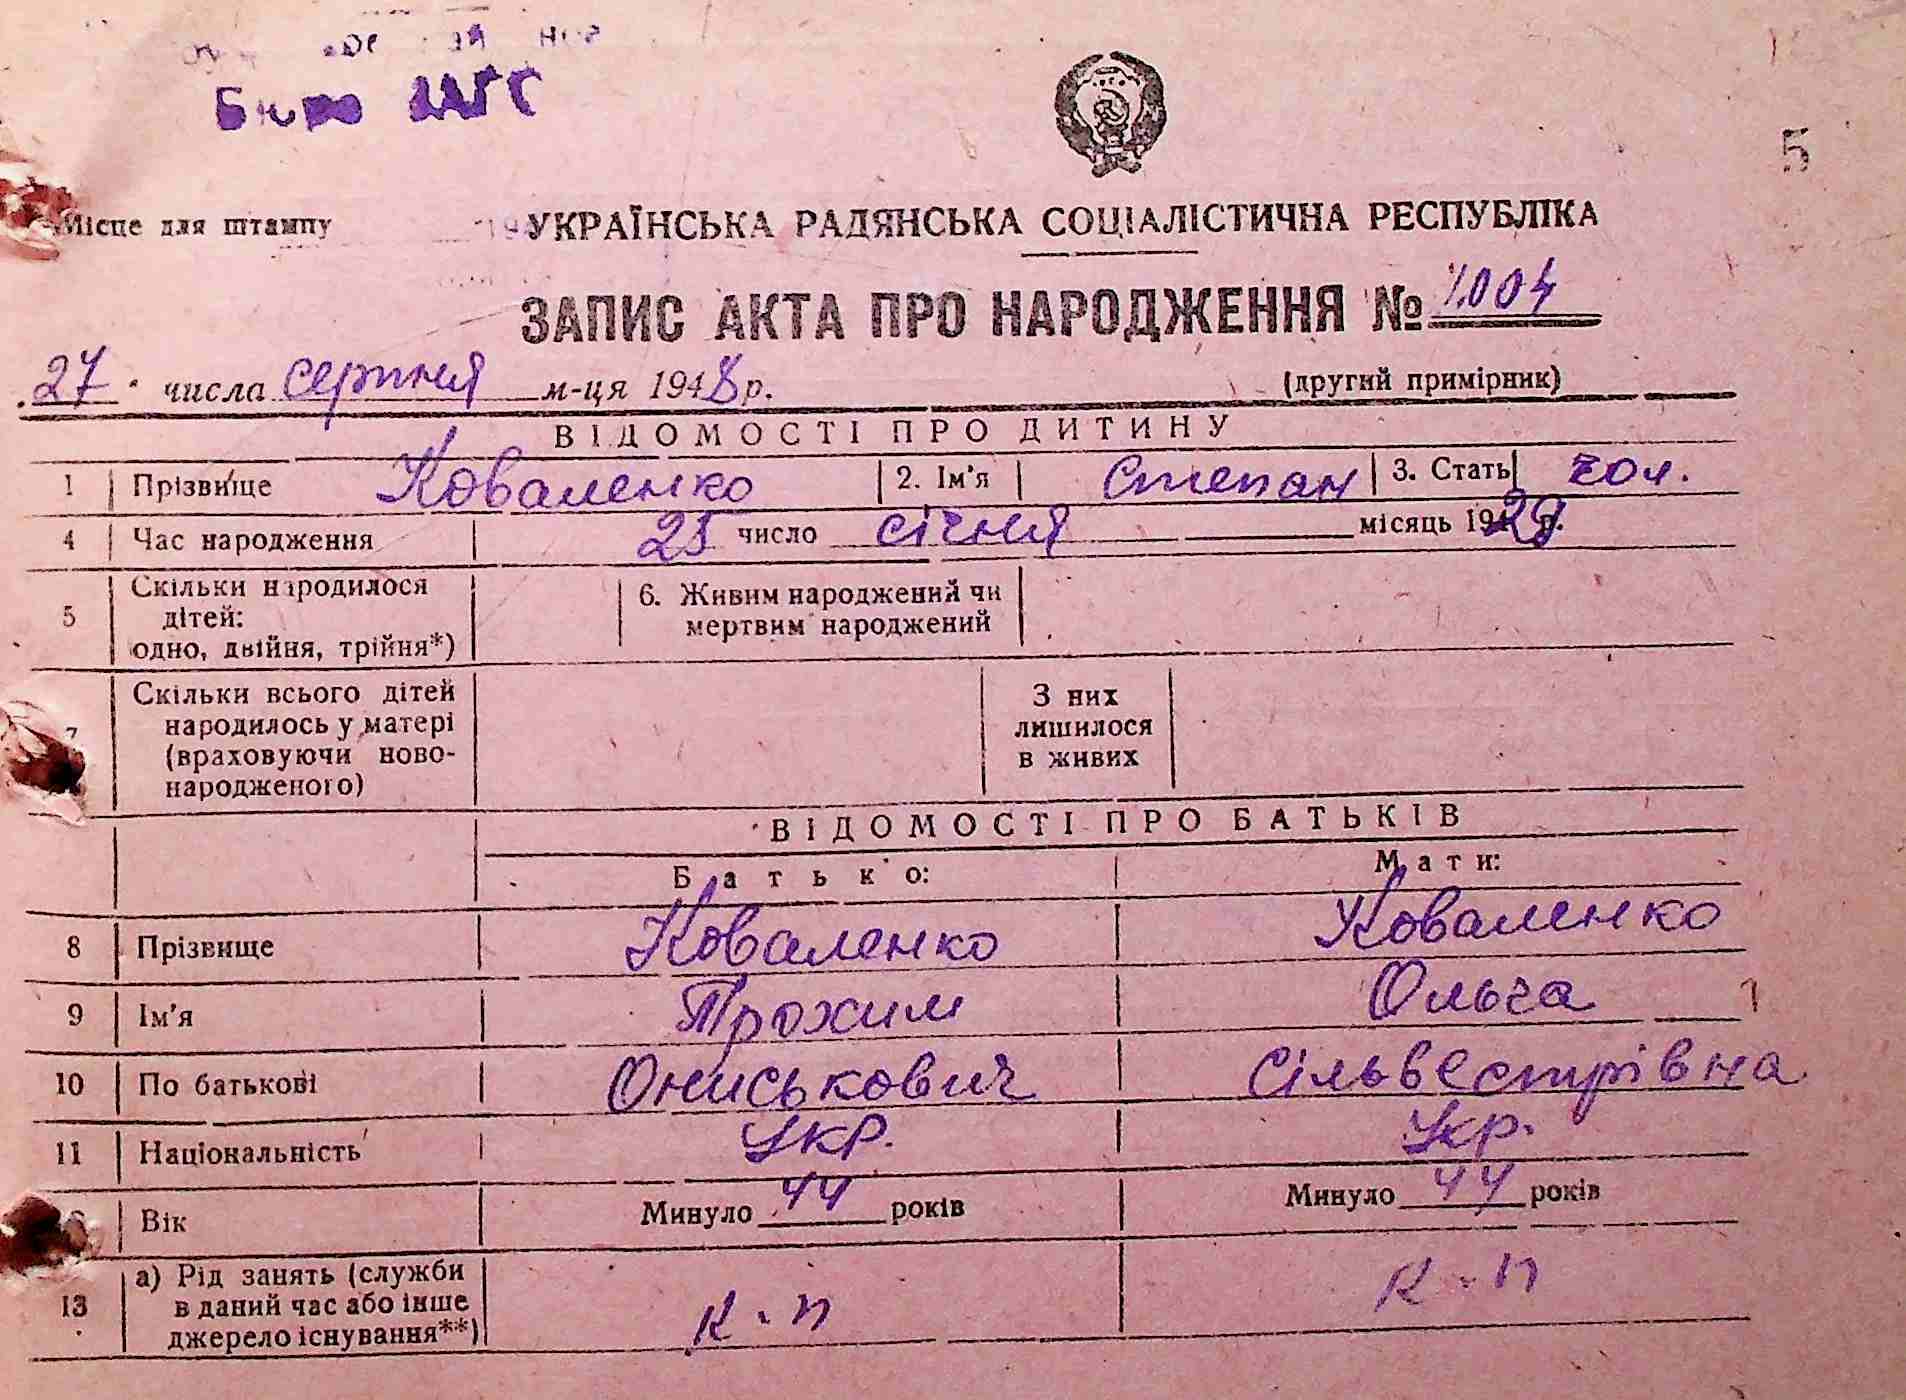 Бюро ЗАГС
5
Місце для штампу
УКРАЇНСЬКА РАДЯНСЬКА СОЦІАЛІСТИЧНА РЕСПУБЛІКА
ЗАПИС АКТА ПРО НАРОДЖЕННЯ № 1004
27 числа серпня м-ця 1948 р. (другий примірник)
ВІДОМОСТІ ПРО ДИТИНУ
1 Прізвище Коваленко 2. Ім'я Степан 3. Стать чол.
4 Час народження 25 число січня місяць 1929 р.
5 Скільки народилося дітей: одно, двійня, трійня*) 6. Живим народжений чи мертвим народжений
7 Скільки всього дітей народилось у матері (враховуючи ново-народженого) З них лишилося в живих
ВІДОМОСТІ ПРО БАТЬКІВ
Батько: Мати:
8 Прізвище Коваленко Коваленко
9 Ім'я Трохим Ольга
10 По батькові Ониськович Сільвестрівна
11 Національність Укр. Укр.
Вік Минуло 44 років Минуло 44 років
13 а) Рід занять (служби в даний час або інше джерело існування**) к-п к-п